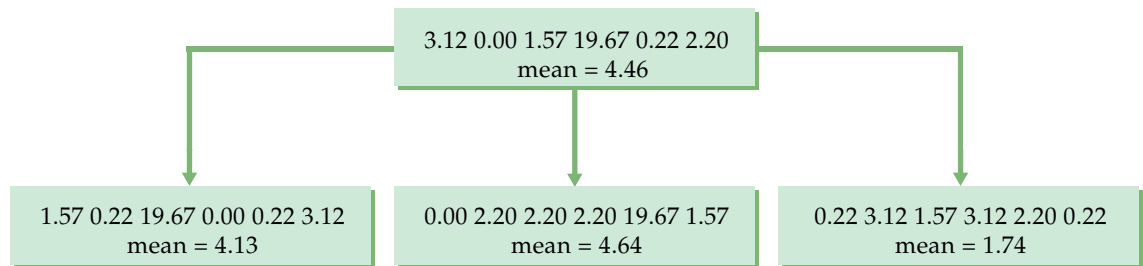 3.12 0.00 1.57 19.67 0.22 2.20
mean = 4.46
1.57 0.22 19.67 0.00 0.22 3.12
mean = 4.13
0.00 2.20 2.20 2.20 19.67 1.57
mean = 4.64
0.22 3.12 1.57 3.12 2.20 0.22
mean = 1.74